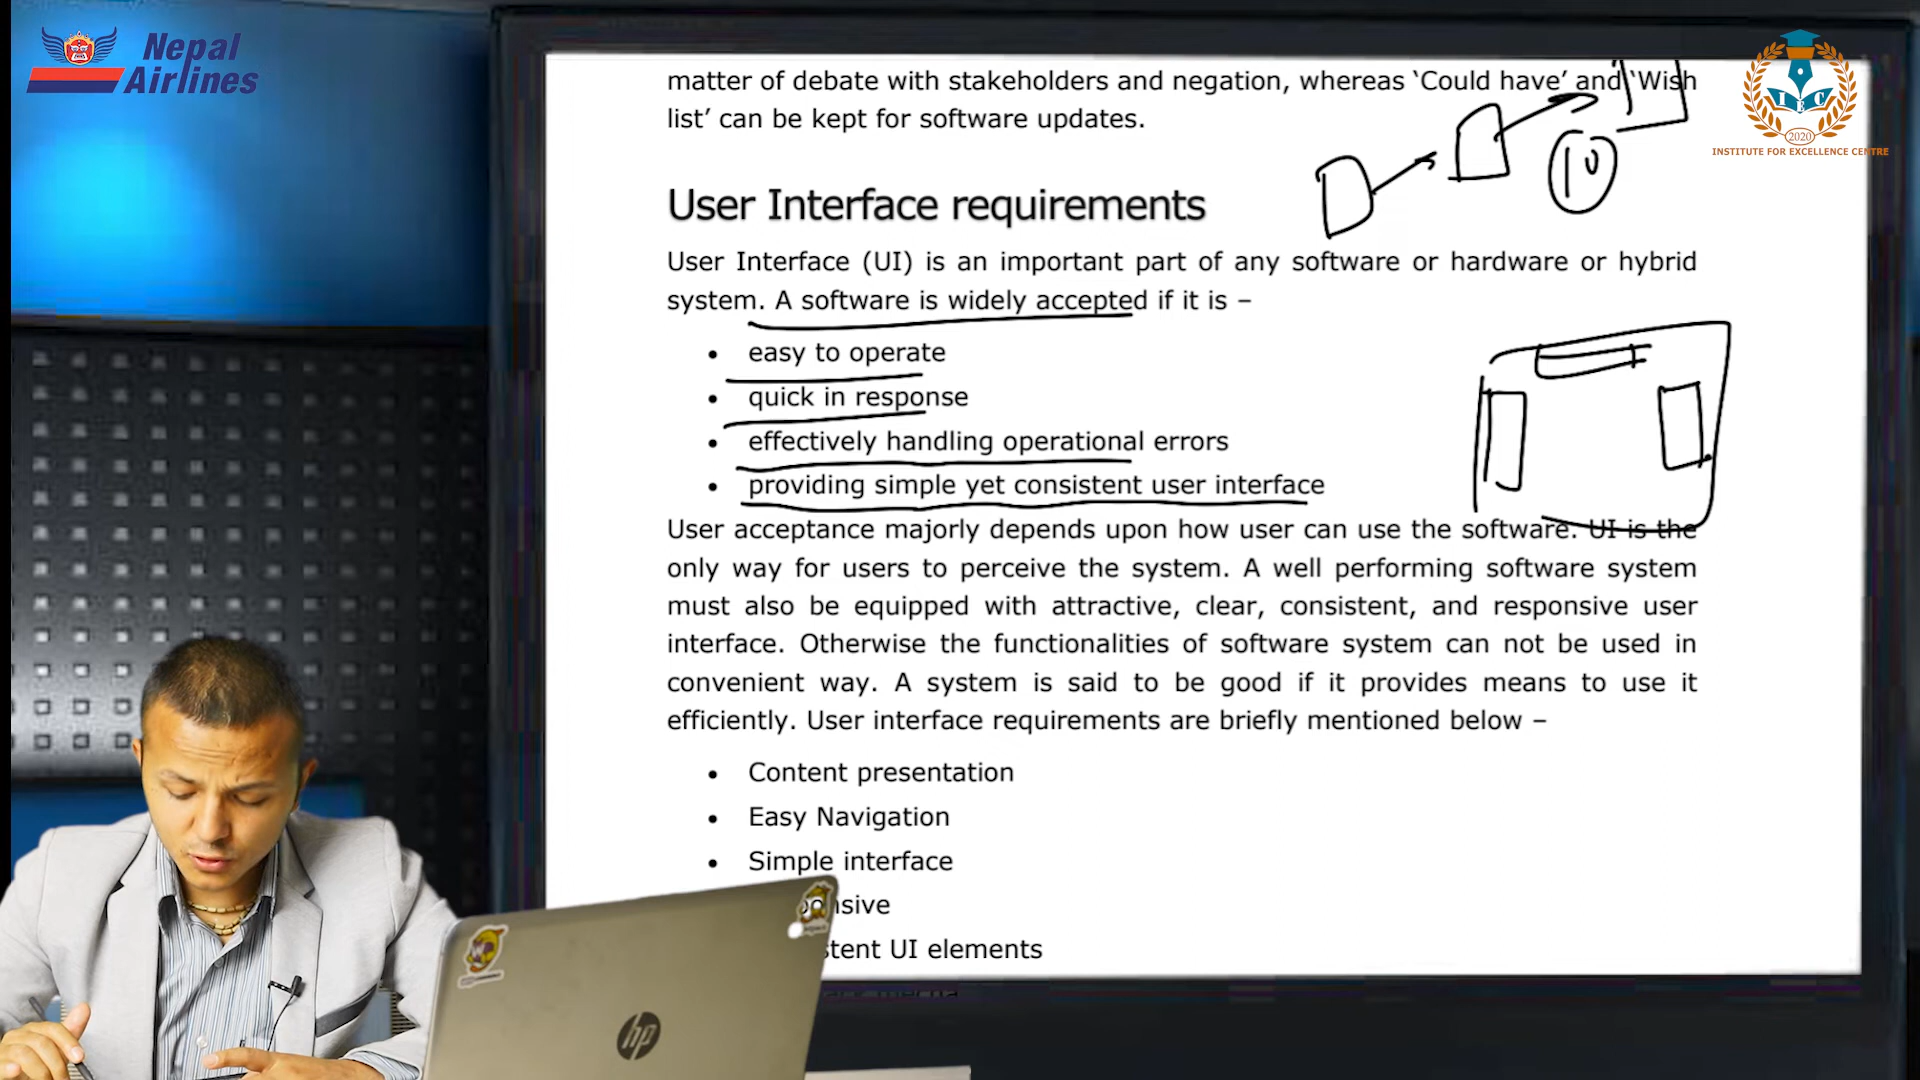 Nepal
Airlines
IEC
2020
INSTITUTE FOR EXCELLENCE CENTRE
matter of debate with stakeholders and negation, whereas ‘Could have’ and ‘Wish
list’ can be kept for software updates.
10
User Interface requirements
User Interface (UI) is an important part of any software or hardware or hybrid
system. A software is widely accepted if it is –
• easy to operate
• quick in response
• effectively handling operational errors
• providing simple yet consistent user interface
User acceptance majorly depends upon how user can use the software. UI is the
only way for users to perceive the system. A well performing software system
must also be equipped with attractive, clear, consistent, and responsive user
interface. Otherwise the functionalities of software system can not be used in
convenient way. A system is said to be good if it provides means to use it
efficiently. User interface requirements are briefly mentioned below –
• Content presentation
• Easy Navigation
• Simple interface
onsive
stent UI elements
hp